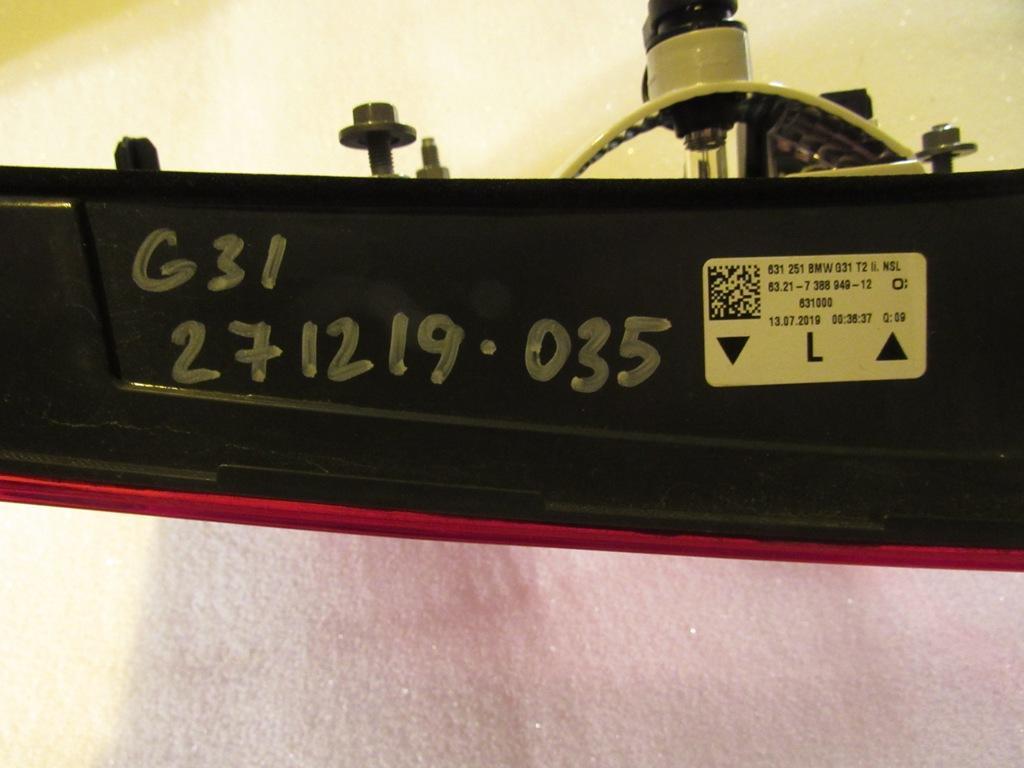 G31
271219.035
631 251 BMW G31 T2 li. NSL
63.21-7 388 949-12 O:
631000
13.07.2019 00:36:37 Q:09
L